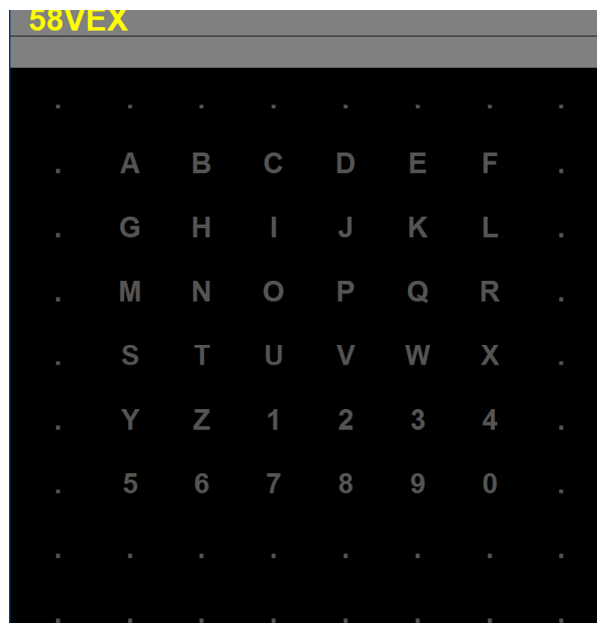 58VEX
. . . . . . . .
. A B C D E F .
. G H I J K L .
. M N O P Q R .
. S T U V W X .
. Y Z 1 2 3 4 .
. 5 6 7 8 9 0 .
. . . . . . . .
. . . . . . . .